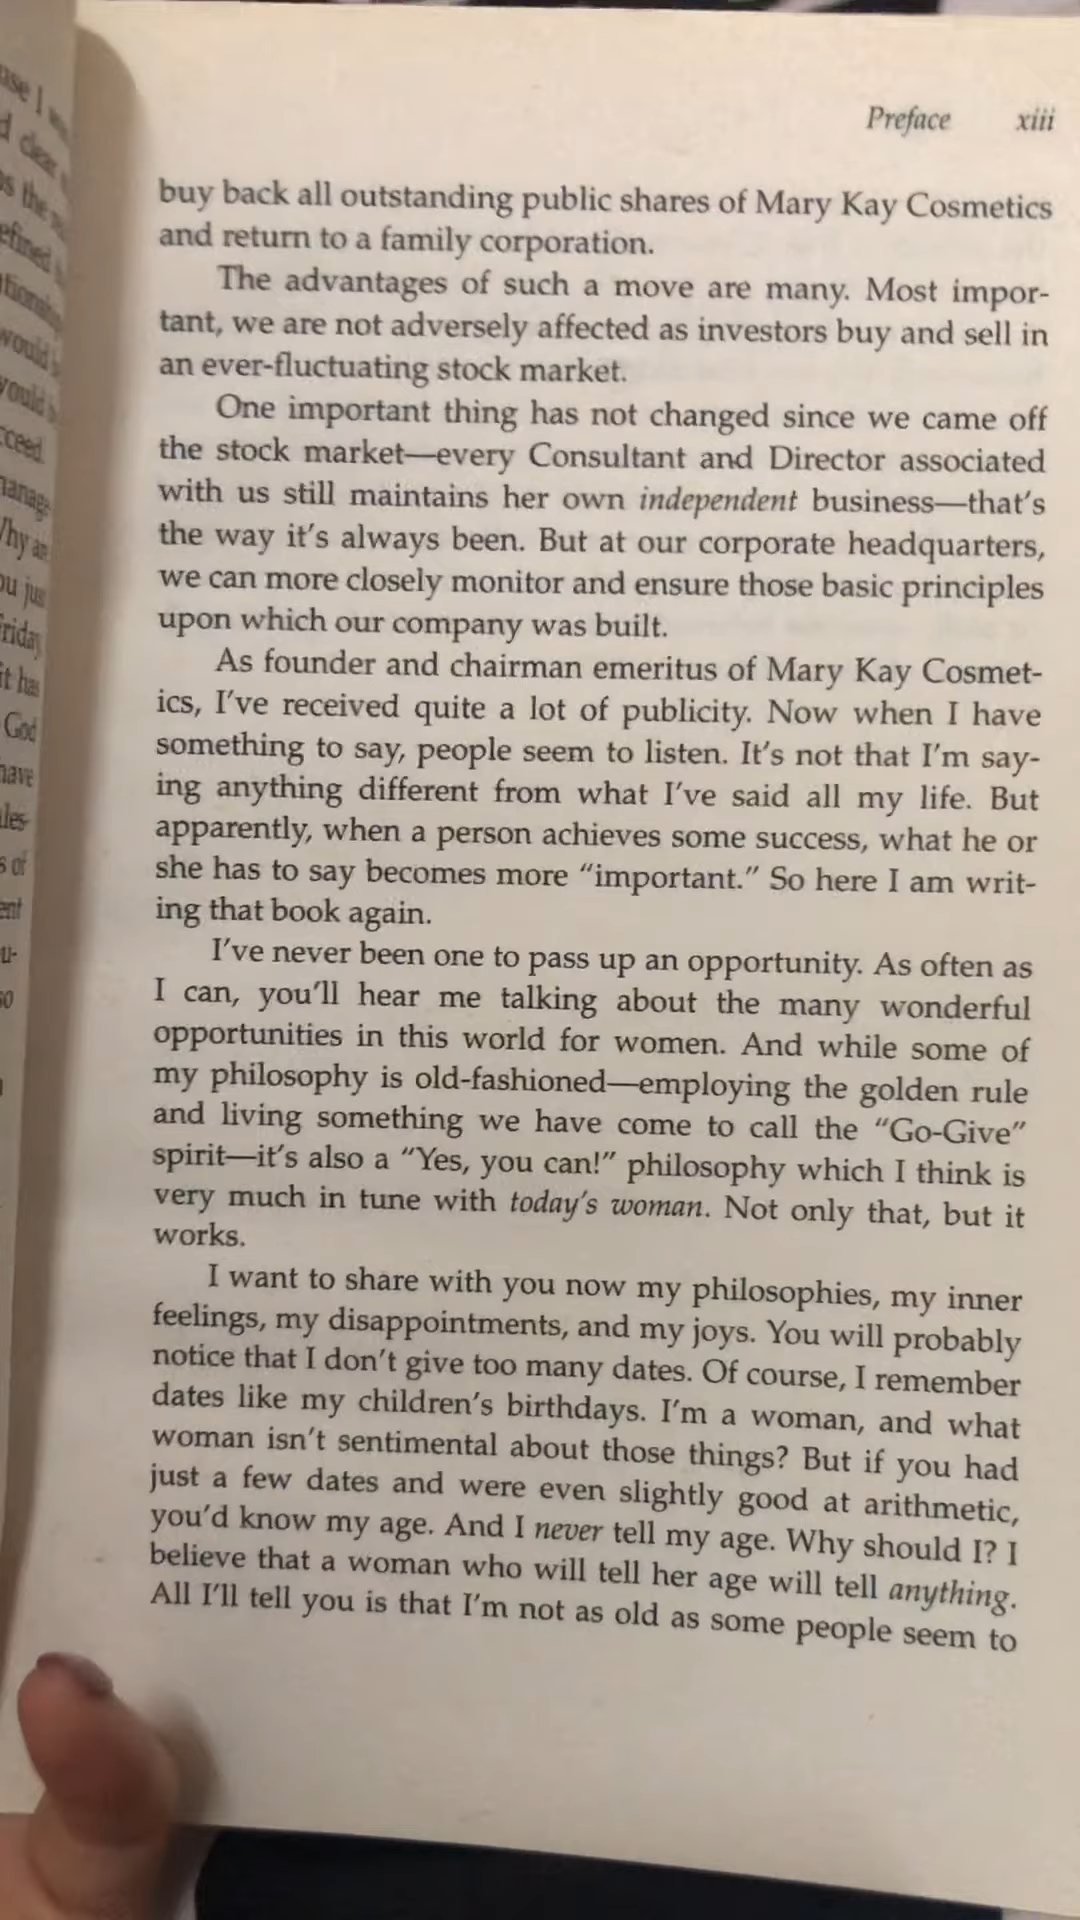 Preface xiii
buy back all outstanding public shares of Mary Kay Cosmetics
and return to a family corporation.
The advantages of such a move are many. Most impor-
tant, we are not adversely affected as investors buy and sell in
an ever-fluctuating stock market.
One important thing has not changed since we came off
the stock market—every Consultant and Director associated
with us still maintains her own independent business—that's
the way it's always been. But at our corporate headquarters,
we can more closely monitor and ensure those basic principles
upon which our company was built.
As founder and chairman emeritus of Mary Kay Cosmet-
ics, I've received quite a lot of publicity. Now when I have
something to say, people seem to listen. It's not that I'm say-
ing anything different from what I've said all my life. But
apparently, when a person achieves some success, what he or
she has to say becomes more "important." So here I am writ-
ing that book again.
I've never been one to pass up an opportunity. As often as
I can, you'll hear me talking about the many wonderful
opportunities in this world for women. And while some of
my philosophy is old-fashioned—employing the golden rule
and living something we have come to call the "Go-Give"
spirit—it's also a "Yes, you can!" philosophy which I think is
very much in tune with today's woman. Not only that, but it
works.
I want to share with you now my philosophies, my inner
feelings, my disappointments, and my joys. You will probably
notice that I don't give too many dates. Of course, I remember
dates like my children's birthdays. I'm a woman, and what
woman isn't sentimental about those things? But if you had
just a few dates and were even slightly good at arithmetic,
you'd know my age. And I never tell my age. Why should I? I
believe that a woman who will tell her age will tell anything.
All I'll tell you is that I'm not as old as some people seem to